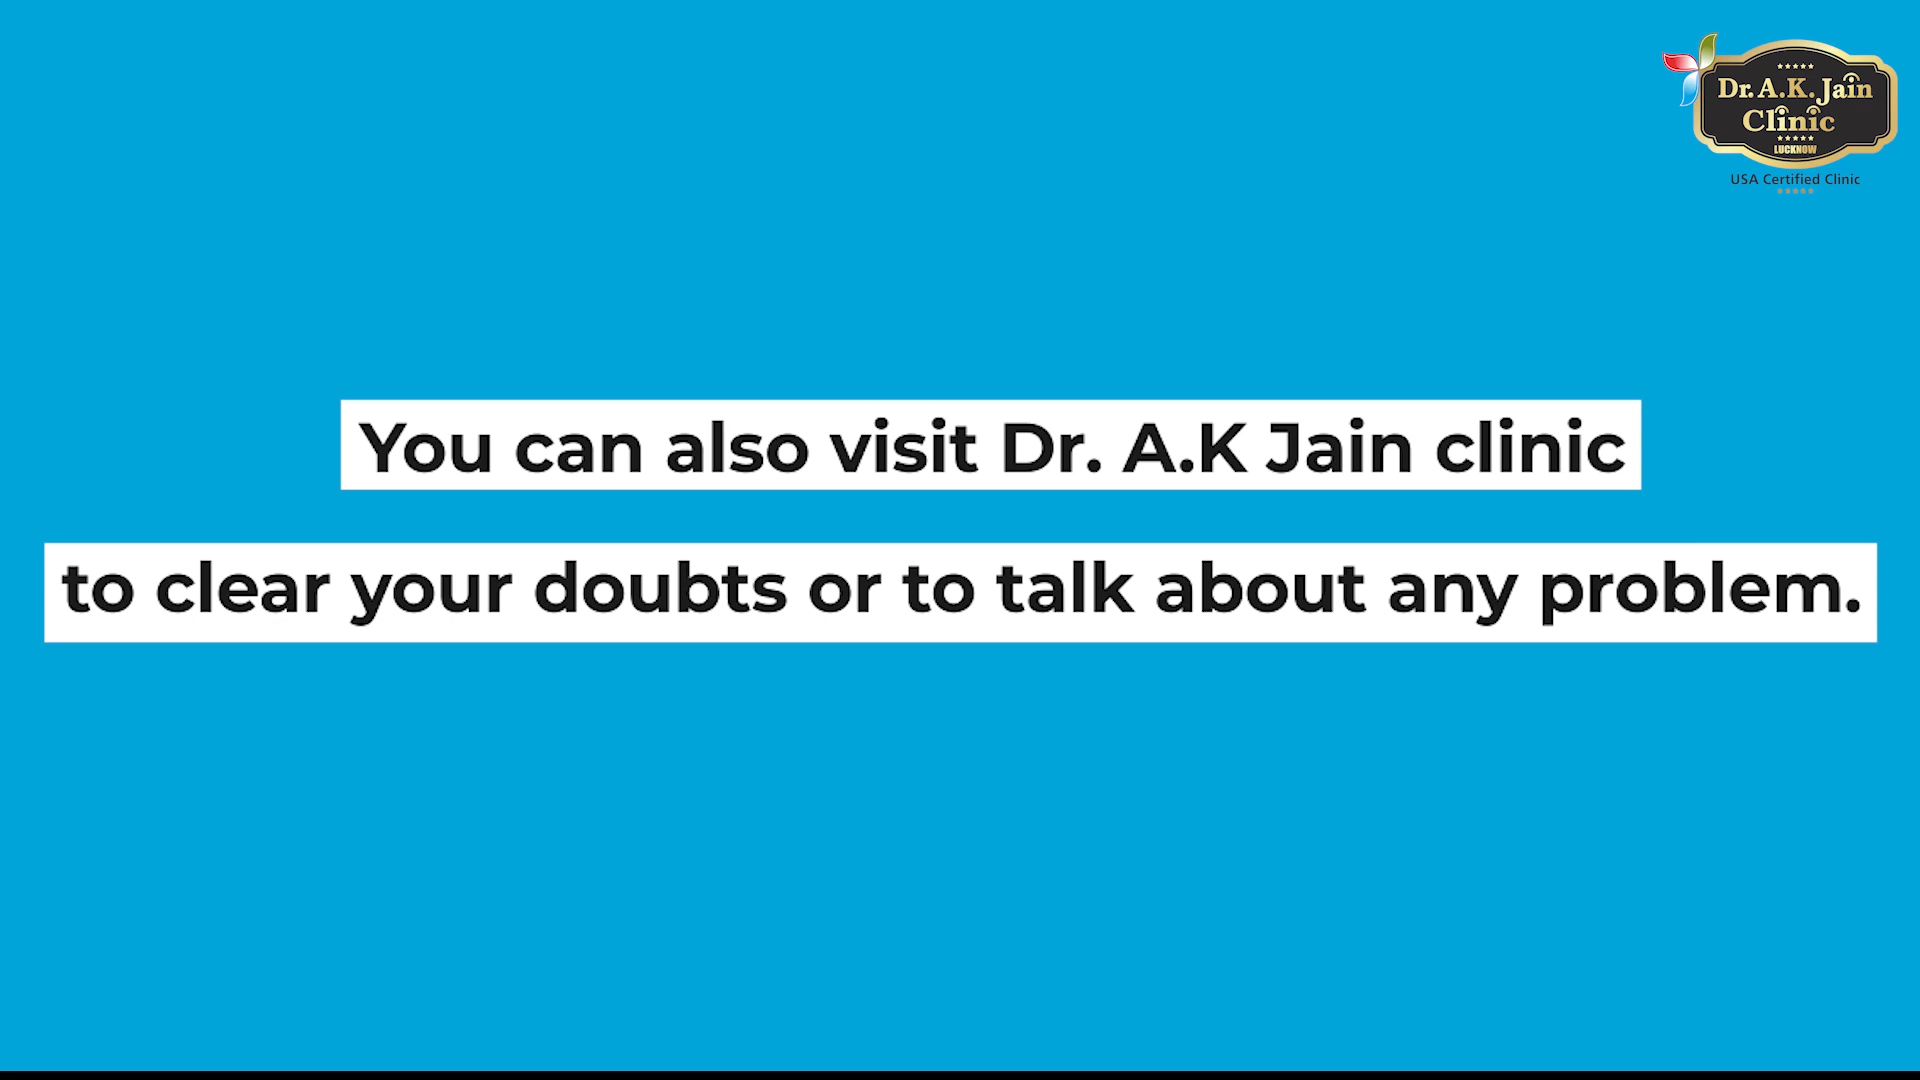 Dr. A.K. Jain
Clinic
LUCKNOW
USA Certified Clinic
You can also visit Dr. A.K Jain clinic
to clear your doubts or to talk about any problem.